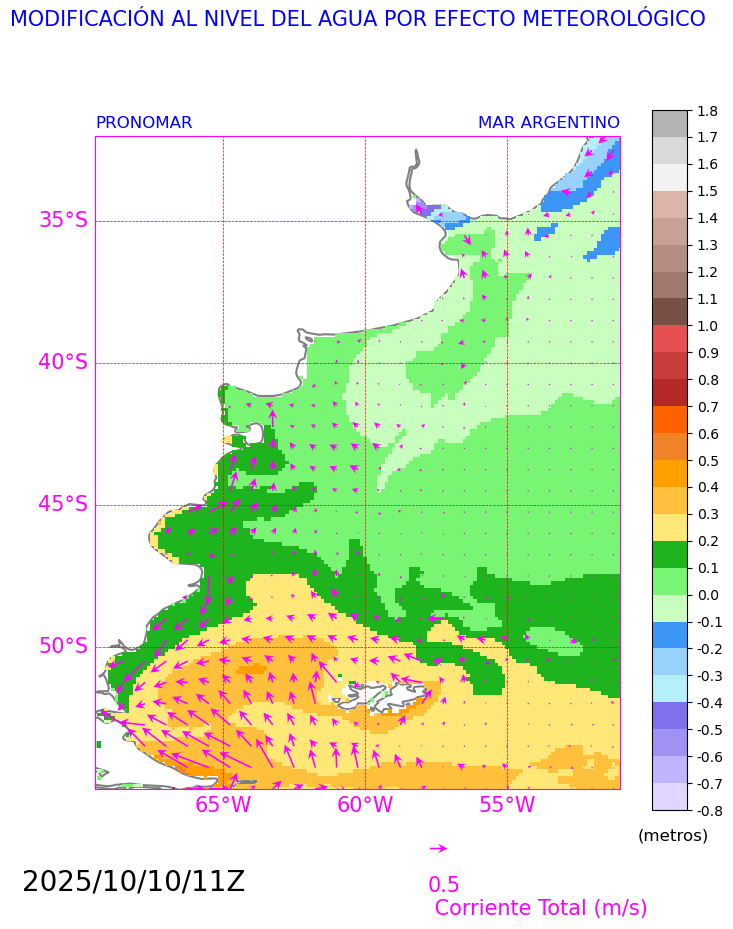 MODIFICACIÓN AL NIVEL DEL AGUA POR EFECTO METEOROLÓGICO
PRONOMAR MAR ARGENTINO
1.8
1.7
1.6
1.5
1.4
1.3
1.2
1.1
1.0
0.9
0.8
0.7
0.6
0.5
0.4
0.3
0.2
0.1
0.0
-0.1
-0.2
-0.3
-0.4
-0.5
-0.6
-0.7
-0.8
(metros)
35°S
40°S
45°S
50°S
65°W 60°W 55°W
2025/10/10/11Z
0.5
Corriente Total (m/s)